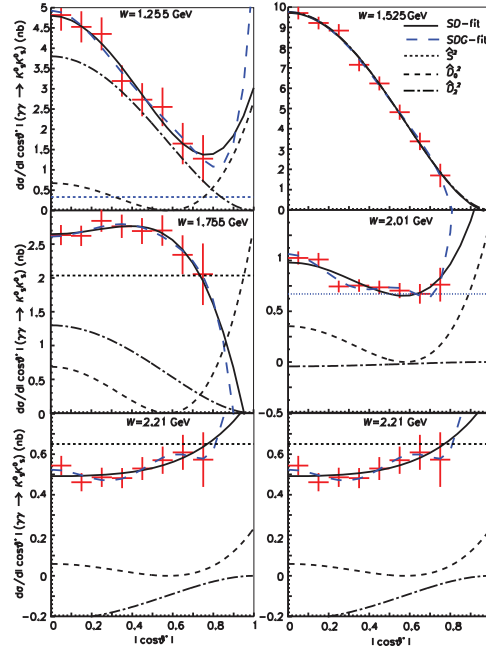 W=1.255 GeV
5
4.5
4
3.5
3
2.5
2
1.5
1
0.5
0
dσ/dl cosϑ* l (γγ → K⁰ₛK⁰ₛ) (nb)
W=1.525 GeV
SD-fit
SDG-fit
Ŝ²
D̂₀²
D̂₂²
10
9
8
7
6
5
4
3
2
1
0
W=1.755 GeV
2.5
2
1.5
1
0.5
0
dσ/dl cosϑ* l (γγ → K⁰ₛK⁰ₛ) (nb)
W=2.01 GeV
1
0.5
0
-0.5
W=2.21 GeV
0.6
0.4
0.2
0
-0.2
dσ/dl cosϑ* l (γγ → K⁰ₛK⁰ₛ) (nb)
0 0.2 0.4 0.6 0.8 1
l cosϑ* l
W=2.21 GeV
0.6
0.4
0.2
0
-0.2
0 0.2 0.4 0.6 0.8 1
l cosϑ* l